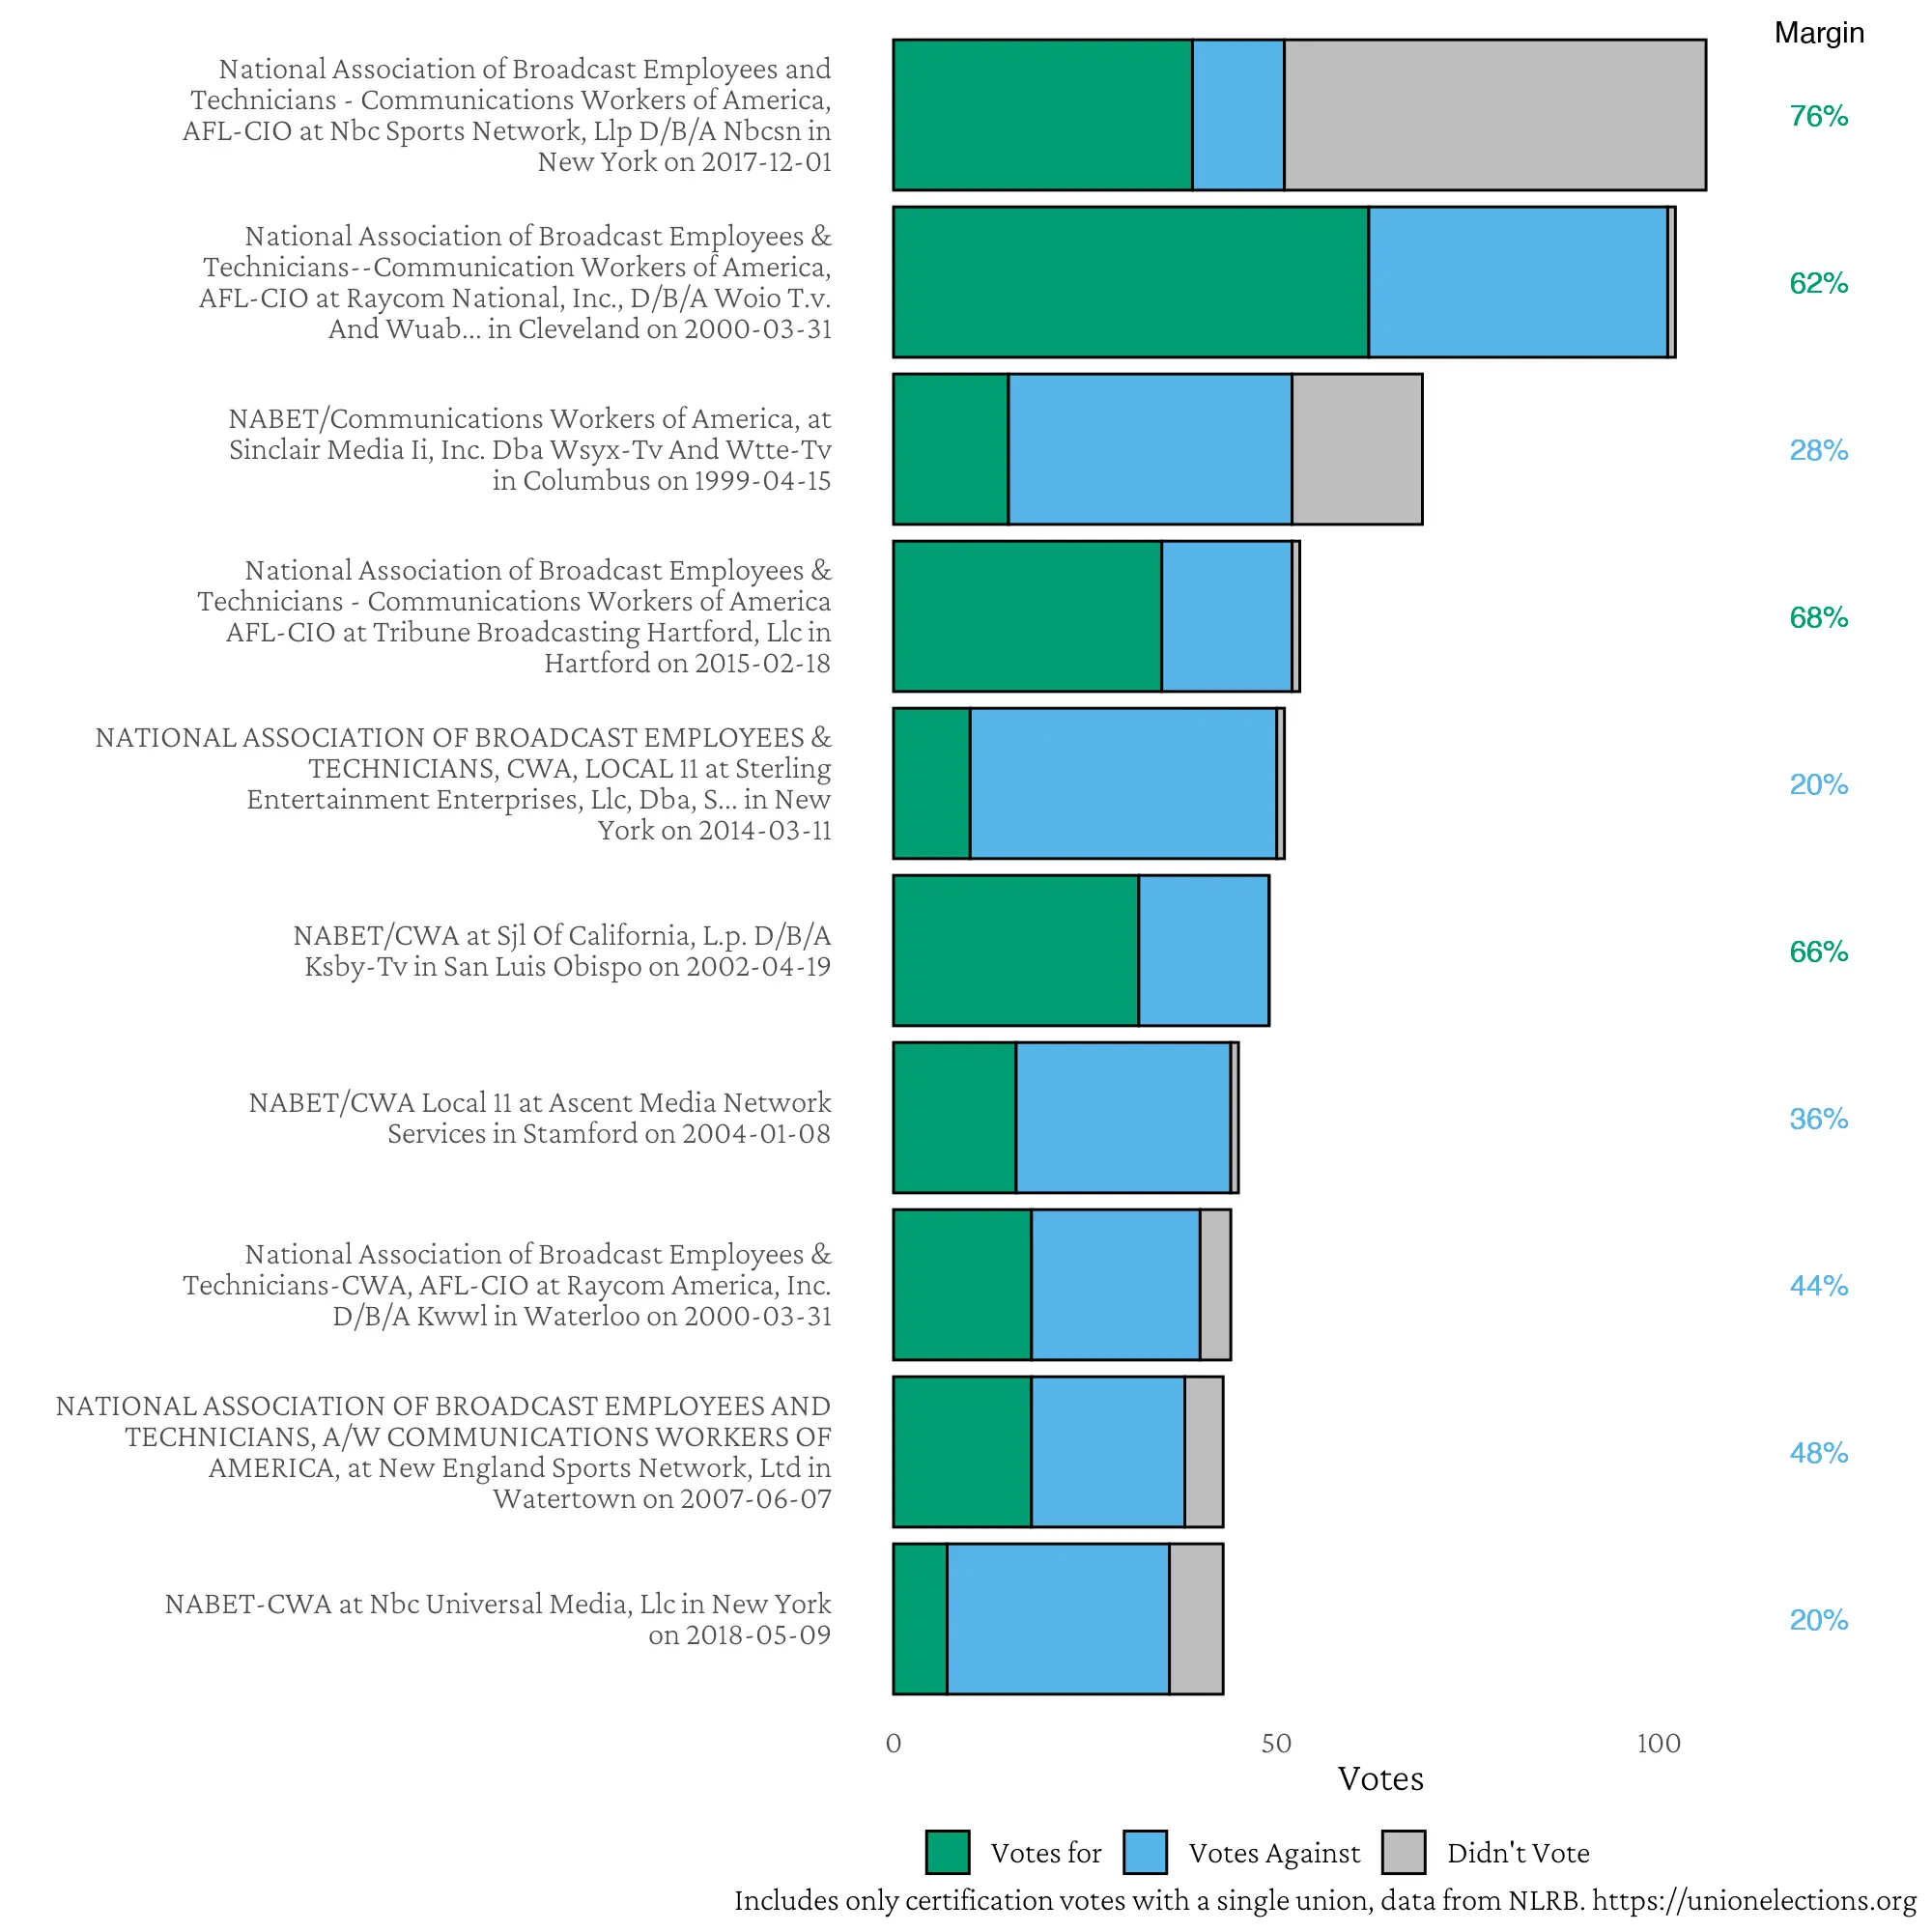 Margin
National Association of Broadcast Employees and
Technicians - Communications Workers of America,
AFL-CIO at Nbc Sports Network, Llp D/B/A Nbcsn in
New York on 2017-12-01
76%
National Association of Broadcast Employees &
Technicians--Communication Workers of America,
AFL-CIO at Raycom National, Inc., D/B/A Woio T.v.
And Wuab... in Cleveland on 2000-03-31
62%
NABET/Communications Workers of America, at
Sinclair Media Ii, Inc. Dba Wsyx-Tv And Wtte-Tv
in Columbus on 1999-04-15
28%
National Association of Broadcast Employees &
Technicians - Communications Workers of America
AFL-CIO at Tribune Broadcasting Hartford, Llc in
Hartford on 2015-02-18
68%
NATIONAL ASSOCIATION OF BROADCAST EMPLOYEES &
TECHNICIANS, CWA, LOCAL 11 at Sterling
Entertainment Enterprises, Llc, Dba, S... in New
York on 2014-03-11
20%
NABET/CWA at Sjl Of California, L.p. D/B/A
Ksby-Tv in San Luis Obispo on 2002-04-19
66%
NABET/CWA Local 11 at Ascent Media Network
Services in Stamford on 2004-01-08
36%
National Association of Broadcast Employees &
Technicians-CWA, AFL-CIO at Raycom America, Inc.
D/B/A Kwwl in Waterloo on 2000-03-31
44%
NATIONAL ASSOCIATION OF BROADCAST EMPLOYEES AND
TECHNICIANS, A/W COMMUNICATIONS WORKERS OF
AMERICA, at New England Sports Network, Ltd in
Watertown on 2007-06-07
48%
NABET-CWA at Nbc Universal Media, Llc in New York
on 2018-05-09
20%
0 50 100
Votes
Votes for Votes Against Didn't Vote
Includes only certification votes with a single union, data from NLRB. https://unionelections.org